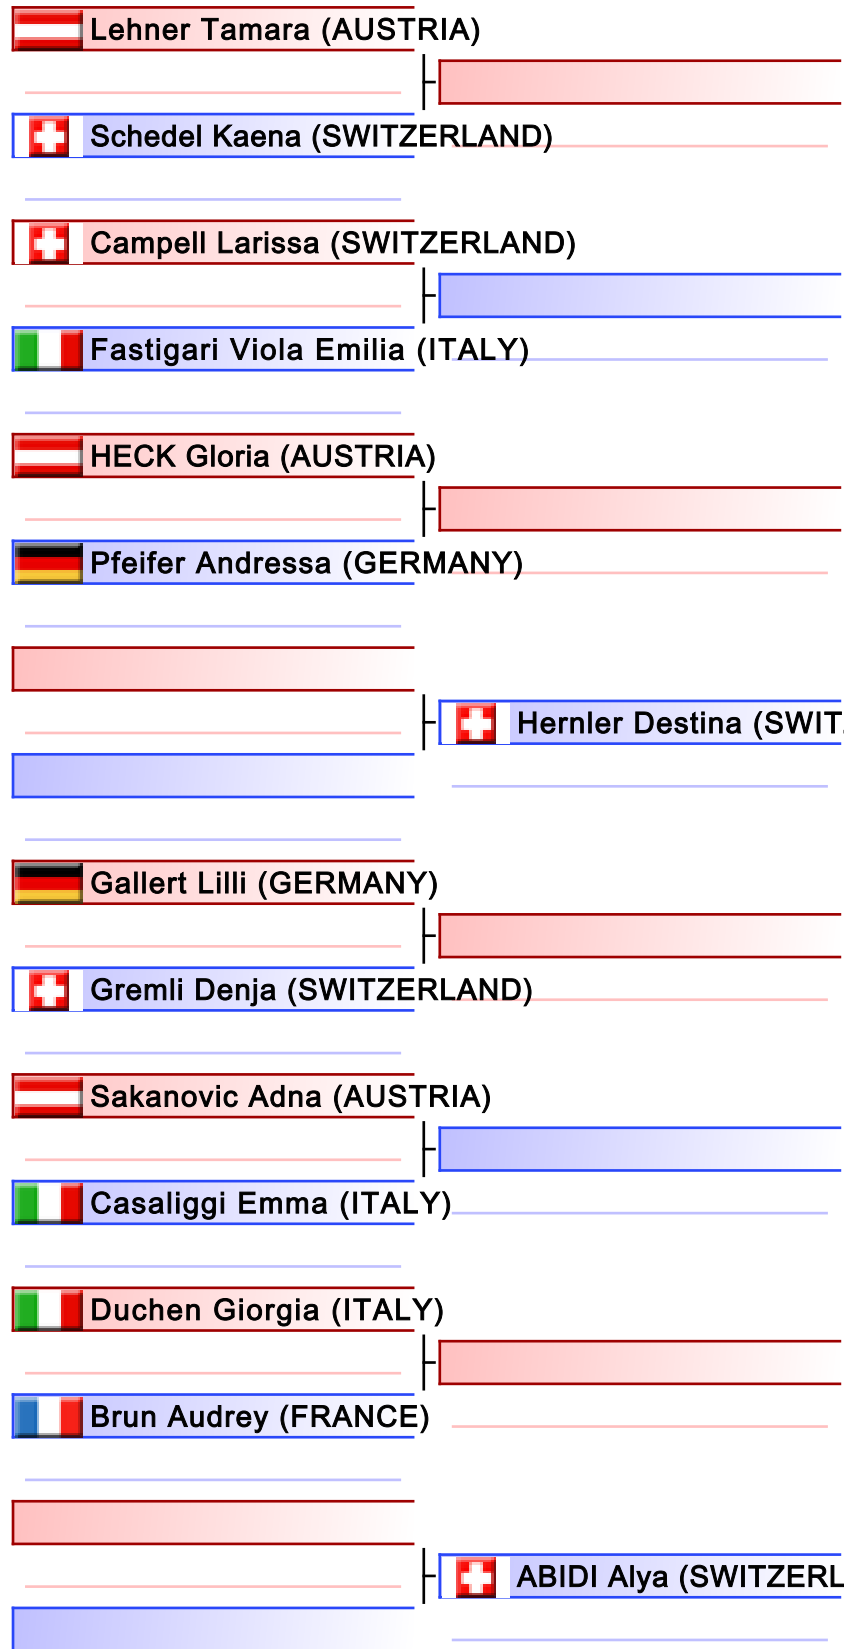 Lehner Tamara (AUSTRIA)
Schedel Kaena (SWITZERLAND)
Campell Larissa (SWITZERLAND)
Fastigari Viola Emilia (ITALY)
HECK Gloria (AUSTRIA)
Pfeifer Andressa (GERMANY)
Hernler Destina (SWIT
Gallert Lilli (GERMANY)
Gremli Denja (SWITZERLAND)
Sakanovic Adna (AUSTRIA)
Casaliggi Emma (ITALY)
Duchen Giorgia (ITALY)
Brun Audrey (FRANCE)
ABIDI Alya (SWITZERL